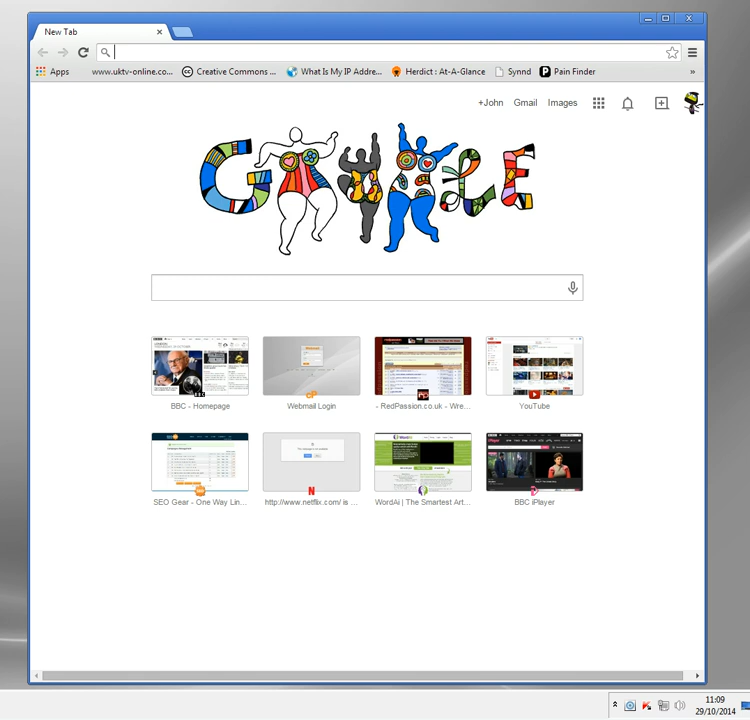 New Tab
Apps www.uktv-online.co... Creative Commons ... What Is My IP Addre... Herdict : At-A-Glance Synnd Pain Finder »
+John Gmail Images
GOOGLE
BBC - Homepage Webmail Login - RedPassion.co.uk - Wre... YouTube
SEO Gear - One Way Lin... http://www.netflix.com/ is ... WordAi | The Smartest Art... BBC iPlayer
11:09
29/10/2014